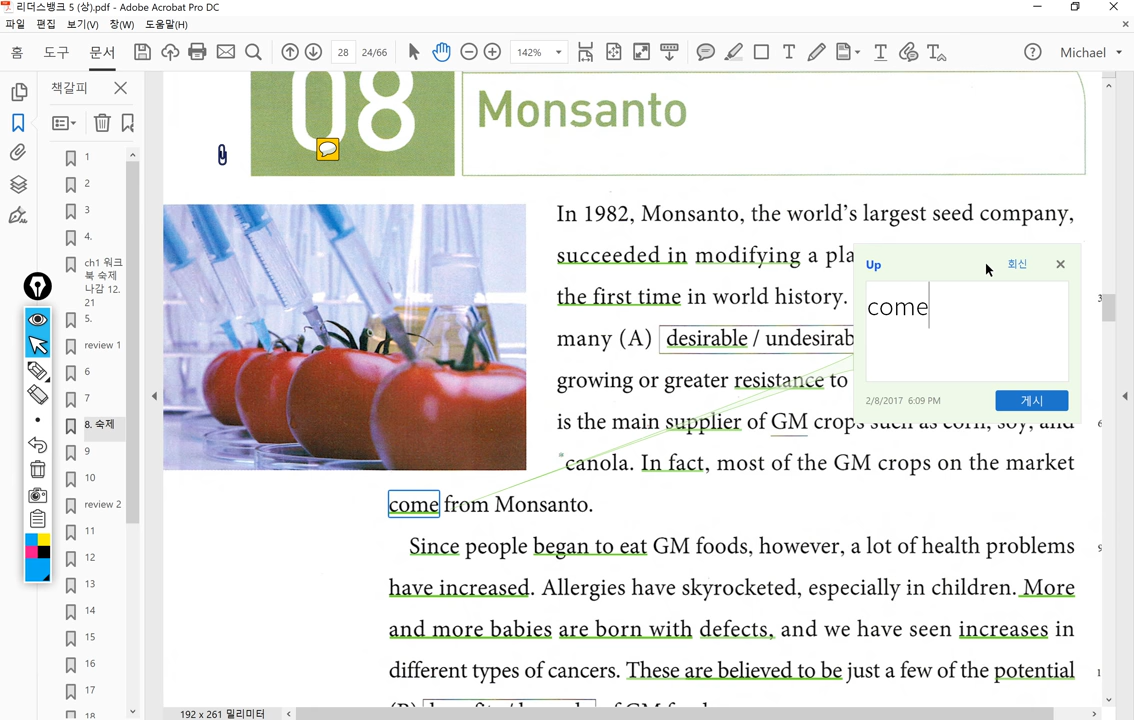 리더스뱅크 5 (상).pdf - Adobe Acrobat Pro DC
파일 편집 보기(V) 창(W) 도움말(H)
홈 도구 문서 28 24/66 142% Michael
책갈피
1
2
3
4.
ch1 워크
북 숙제
나감 12.
21
5.
review 1
6
7
8. 숙제
9
10
review 2
11
12
13
14
15
16
17
18
08
Monsanto
In 1982, Monsanto, the world's largest seed company,
succeeded in modifying a pla
the first time in world history.
many (A) desirable / undesirab
growing or greater resistance to
is the main supplier of GM crops such as corn, soy, and
canola. In fact, most of the GM crops on the market
come from Monsanto.
Since people began to eat GM foods, however, a lot of health problems
have increased. Allergies have skyrocketed, especially in children. More
and more babies are born with defects, and we have seen increases in
different types of cancers. These are believed to be just a few of the potential
3
6
9
Up 회신
come
2/8/2017 6:09 PM 게시
192 x 261 밀리미터